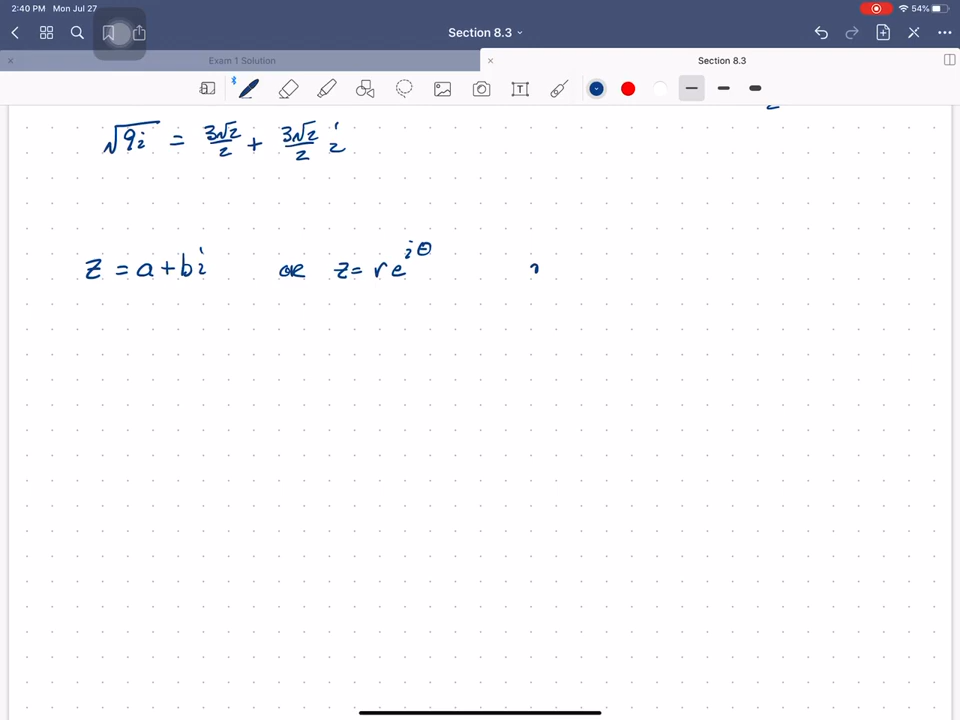 2:40 PM Mon Jul 27
54%
Section 8.3
Exam 1 Solution
Section 8.3
√9i = 3√2/2 + 3√2/2 i
z = a + bi or z = re^{iθ}